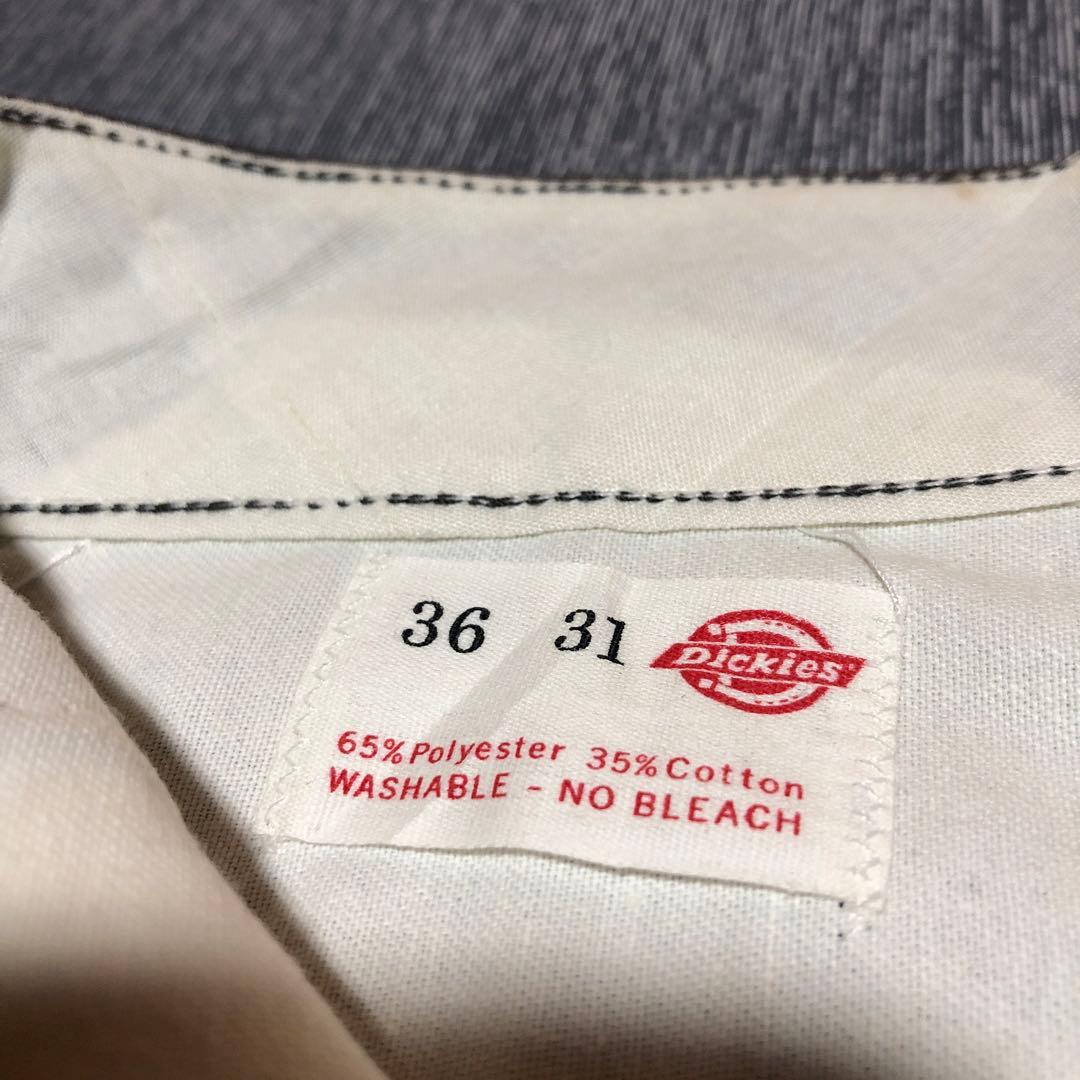 36 31 Dickies
65% Polyester 35% Cotton
WASHABLE - NO BLEACH